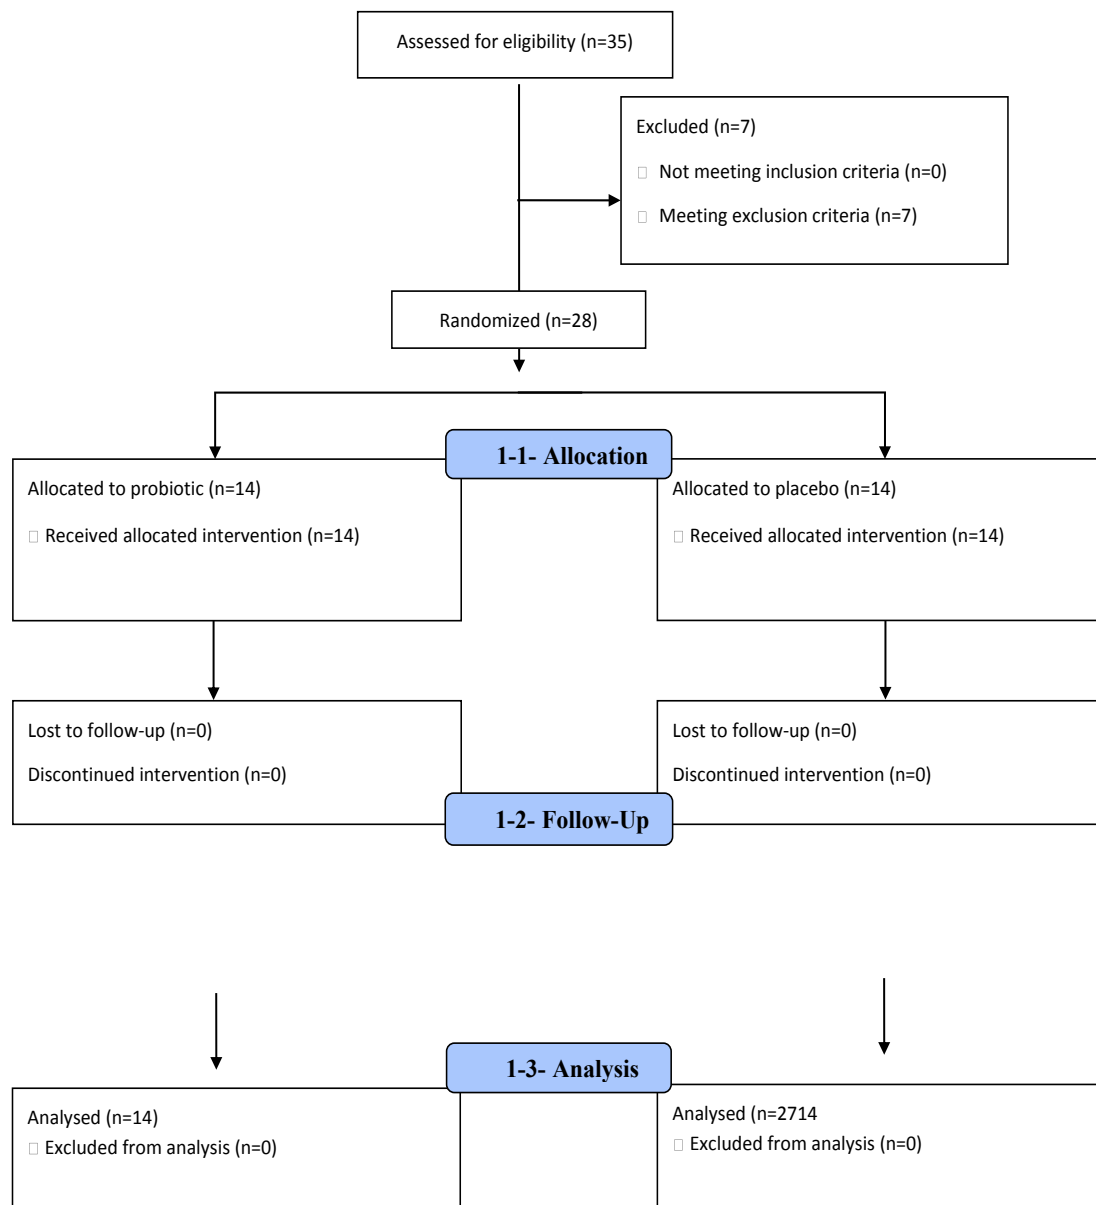 Assessed for eligibility (n=35)
Excluded (n=7)
Not meeting inclusion criteria (n=0)
Meeting exclusion criteria (n=7)
Randomized (n=28)
1-1- Allocation
Allocated to probiotic (n=14)
Received allocated intervention (n=14)
Allocated to placebo (n=14)
Received allocated intervention (n=14)
Lost to follow-up (n=0)
Discontinued intervention (n=0)
Lost to follow-up (n=0)
Discontinued intervention (n=0)
1-2- Follow-Up
1-3- Analysis
Analysed (n=14)
Excluded from analysis (n=0)
Analysed (n=2714
Excluded from analysis (n=0)